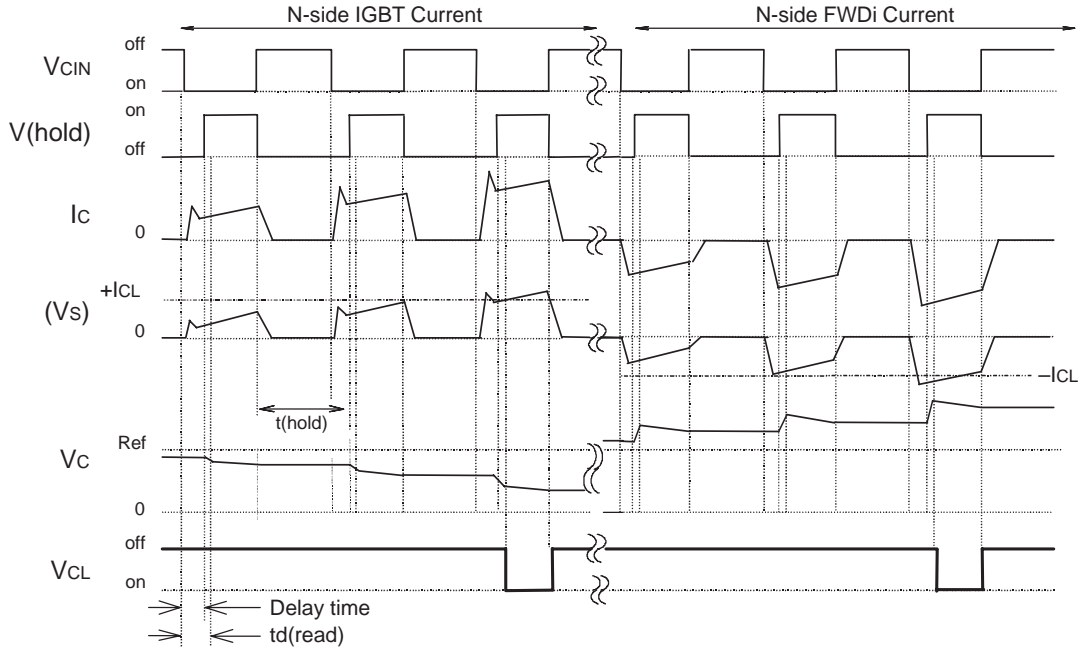 N-side IGBT Current
N-side FWDi Current
off
VCIN
on
on
V(hold)
off
IC
0
+ICL
(VS)
0
–ICL
t(hold)
Ref
VC
0
off
VCL
on
Delay time
td(read)